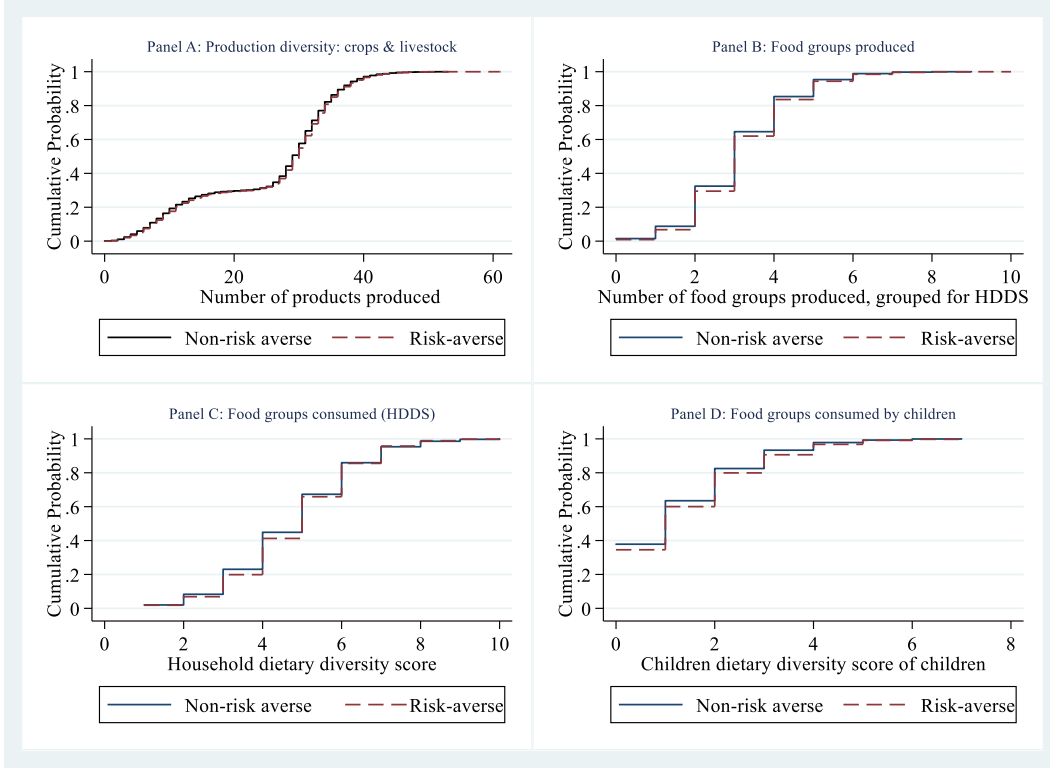 Panel A: Production diversity: crops & livestock
Cumulative Probability
1
.8
.6
.4
.2
0
0 20 40 60
Number of products produced
Non-risk averse Risk-averse
Panel B: Food groups produced
Cumulative Probability
1
.8
.6
.4
.2
0
0 2 4 6 8 10
Number of food groups produced, grouped for HDDS
Non-risk averse Risk-averse
Panel C: Food groups consumed (HDDS)
Cumulative Probability
1
.8
.6
.4
.2
0
0 2 4 6 8 10
Household dietary diversity score
Non-risk averse Risk-averse
Panel D: Food groups consumed by children
Cumulative Probability
1
.8
.6
.4
.2
0
0 2 4 6 8
Children dietary diversity score of children
Non-risk averse Risk-averse